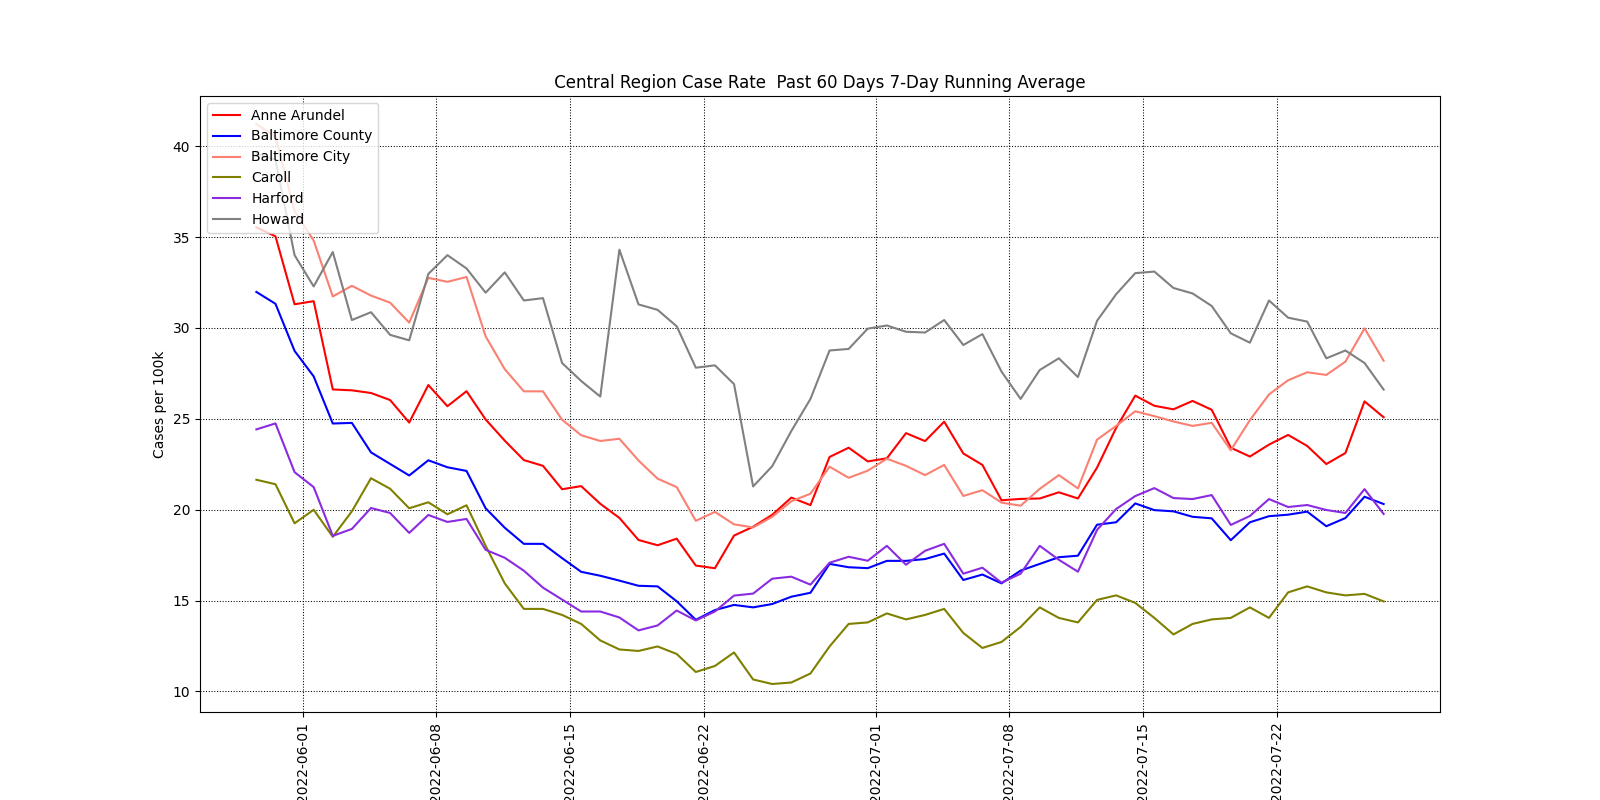 Central Region Case Rate  Past 60 Days 7-Day Running Average
Anne Arundel
Baltimore County
Baltimore City
Caroll
Harford
Howard
Cases per 100k
40
35
30
25
20
15
10
2022-06-01
2022-06-08
2022-06-15
2022-06-22
2022-07-01
2022-07-08
2022-07-15
2022-07-22